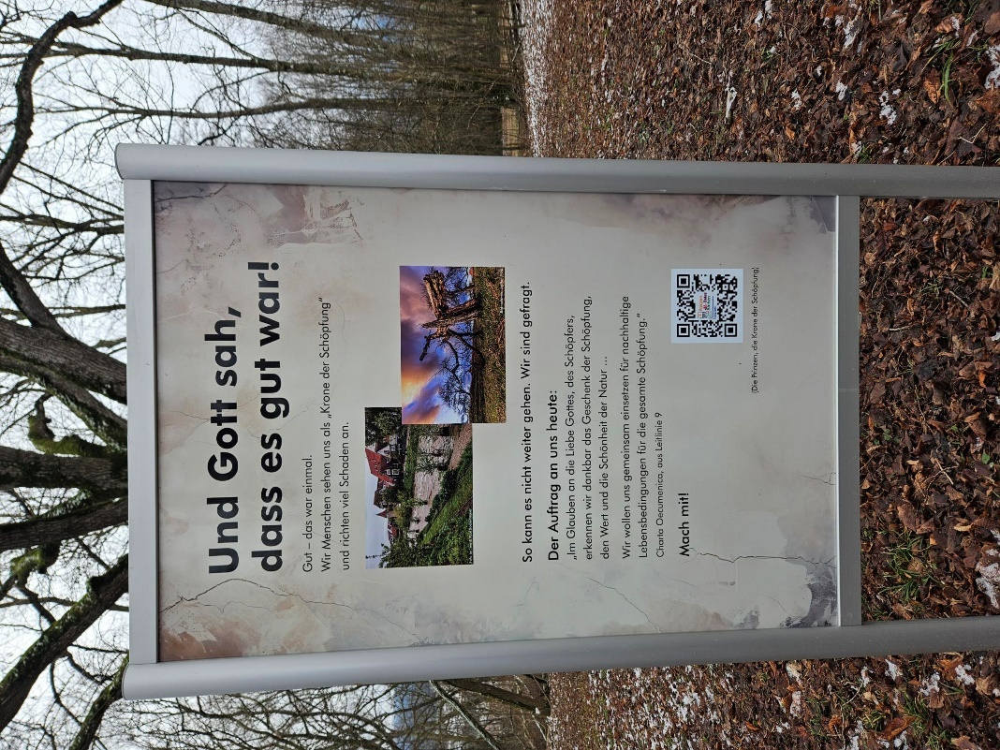 Und Gott sah,
dass es gut war!
Gut – das war einmal.
Wir Menschen sehen uns als „Krone der Schöpfung“
und richten viel Schaden an.
So kann es nicht weiter gehen. Wir sind gefragt.
Der Auftrag an uns heute:
„Im Glauben an die Liebe Gottes, des Schöpfers,
erkennen wir dankbar das Geschenk der Schöpfung,
den Wert und die Schönheit der Natur ...
Wir wollen uns gemeinsam einsetzen für nachhaltige
Lebensbedingungen für die gesamte Schöpfung.“
Charta Oecumenica, aus Leitlinie 9
Mach mit!
(Die Prinzen, die Krone der Schöpfung)